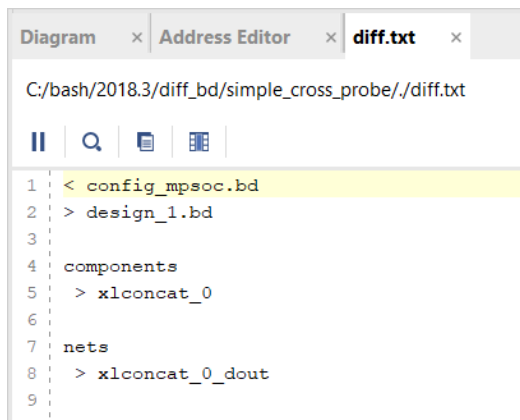 Diagram × Address Editor × diff.txt ×
C:/bash/2018.3/diff_bd/simple_cross_probe/./diff.txt
1 < config_mpsoc.bd
2 > design_1.bd
3
4 components
5 > xlconcat_0
6
7 nets
8 > xlconcat_0_dout
9